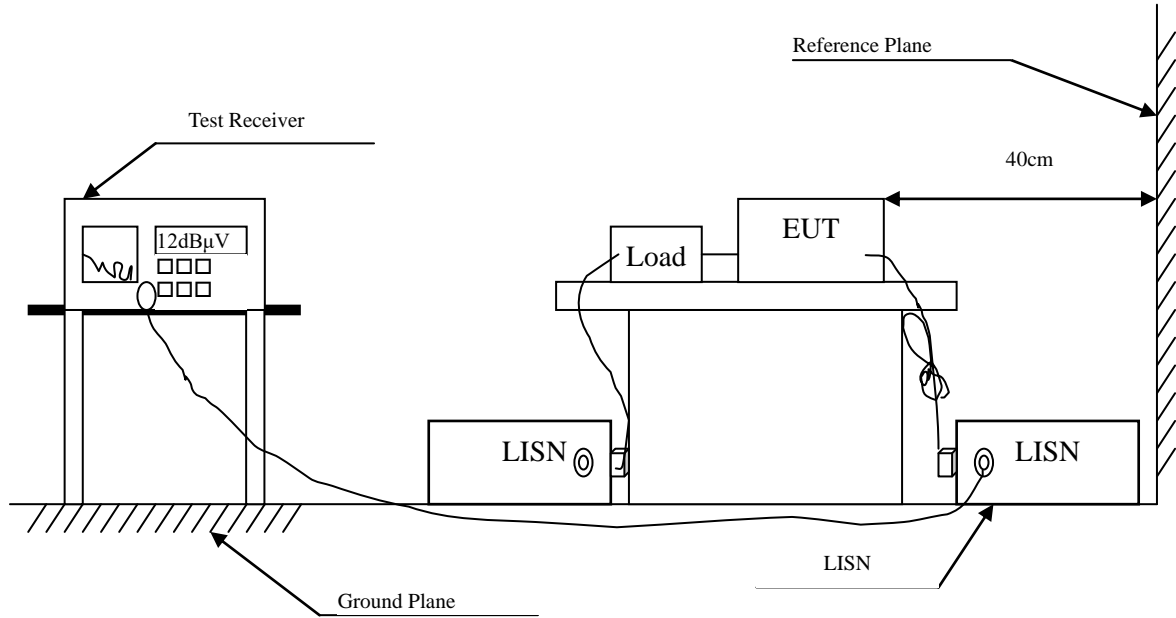 Reference Plane
Test Receiver
40cm
12dBμV
EUT
Load
LISN
LISN
LISN
Ground Plane